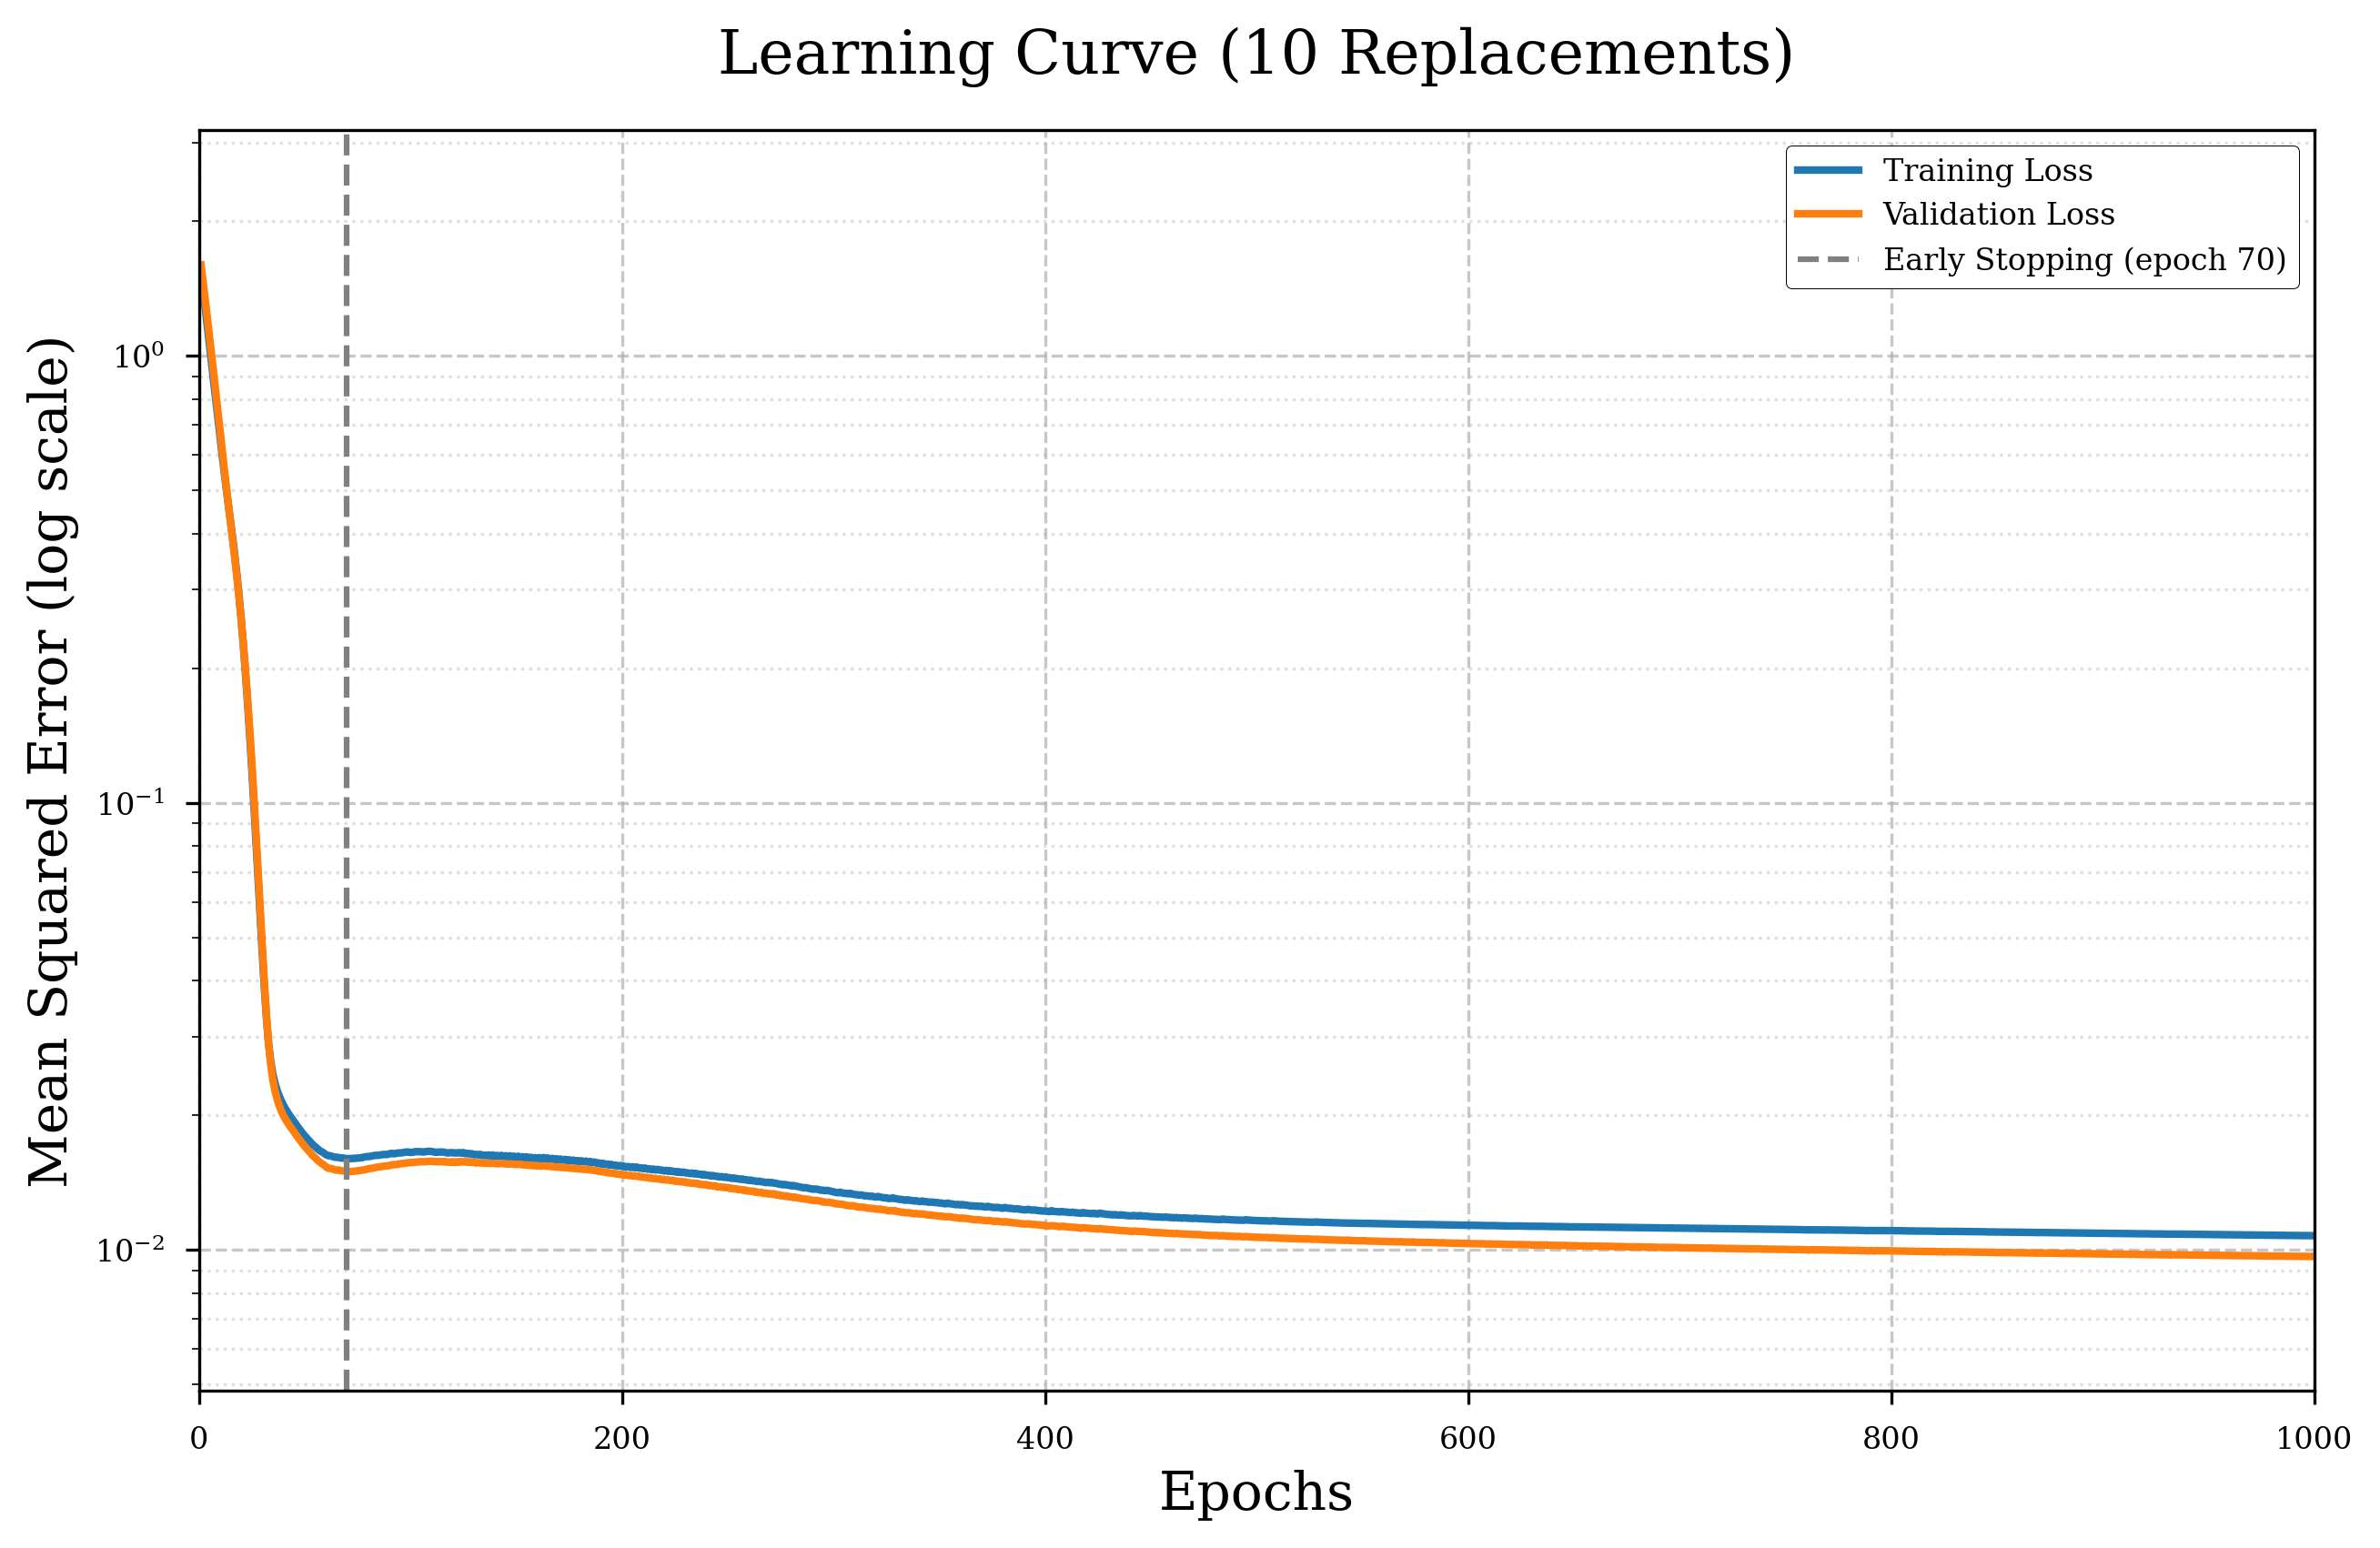 Learning Curve (10 Replacements)
Training Loss
Validation Loss
Early Stopping (epoch 70)
Mean Squared Error (log scale)
10⁰
10⁻¹
10⁻²
0 200 400 600 800 1000
Epochs